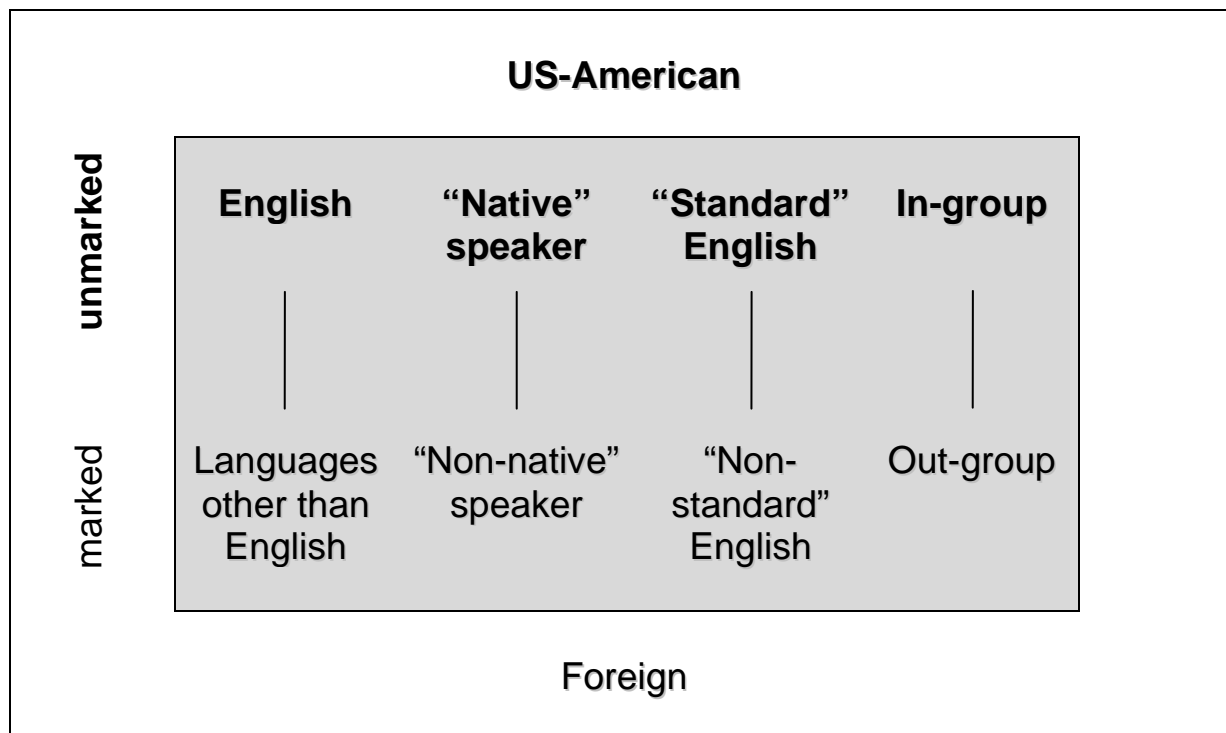 US-American
unmarked
English
“Native”
speaker
“Standard”
English
In-group
marked
Languages
other than
English
“Non-native”
speaker
“Non-
standard”
English
Out-group
Foreign